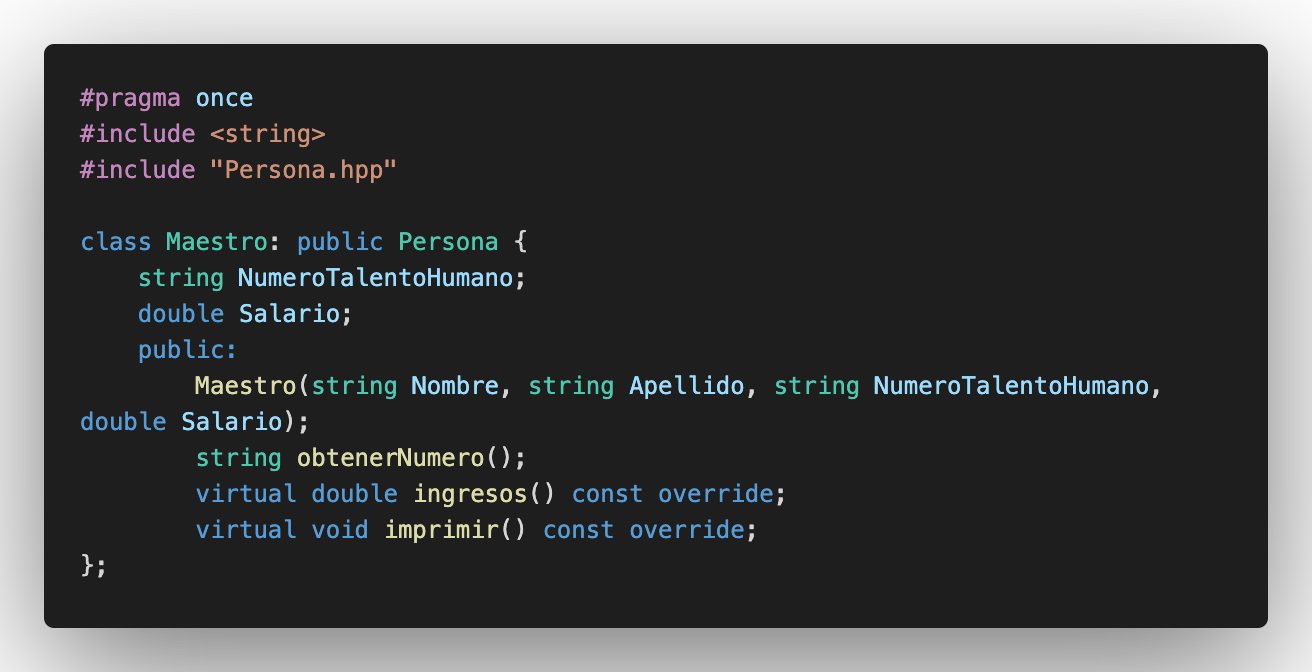 #pragma once
#include <string>
#include "Persona.hpp"

class Maestro: public Persona {
    string NumeroTalentoHumano;
    double Salario;
    public:
        Maestro(string Nombre, string Apellido, string NumeroTalentoHumano,
double Salario);
        string obtenerNumero();
        virtual double ingresos() const override;
        virtual void imprimir() const override;
};